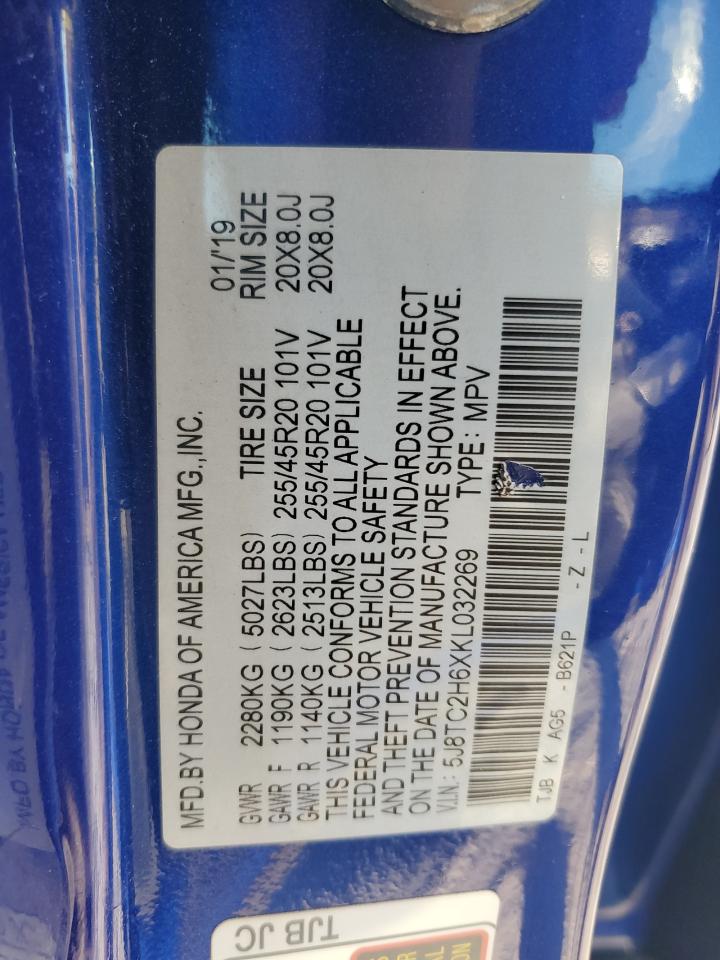 MFD.BY HONDA OF AMERICA MFG.,INC. 01/'19
GVWR 2280KG ( 5027LBS) TIRE SIZE RIM SIZE
GAWR F 1190KG ( 2623LBS) 255/45R20 101V 20X8.0J
GAWR R 1140KG ( 2513LBS) 255/45R20 101V 20X8.0J
THIS VEHICLE CONFORMS TO ALL APPLICABLE
FEDERAL MOTOR VEHICLE SAFETY
AND THEFT PREVENTION STANDARDS IN EFFECT
ON THE DATE OF MANUFACTURE SHOWN ABOVE.
V.I.N.: 5J8TC2H6XKL032269 TYPE: MPV
TJB K AG5 -B621P -Z-L
TJB JC